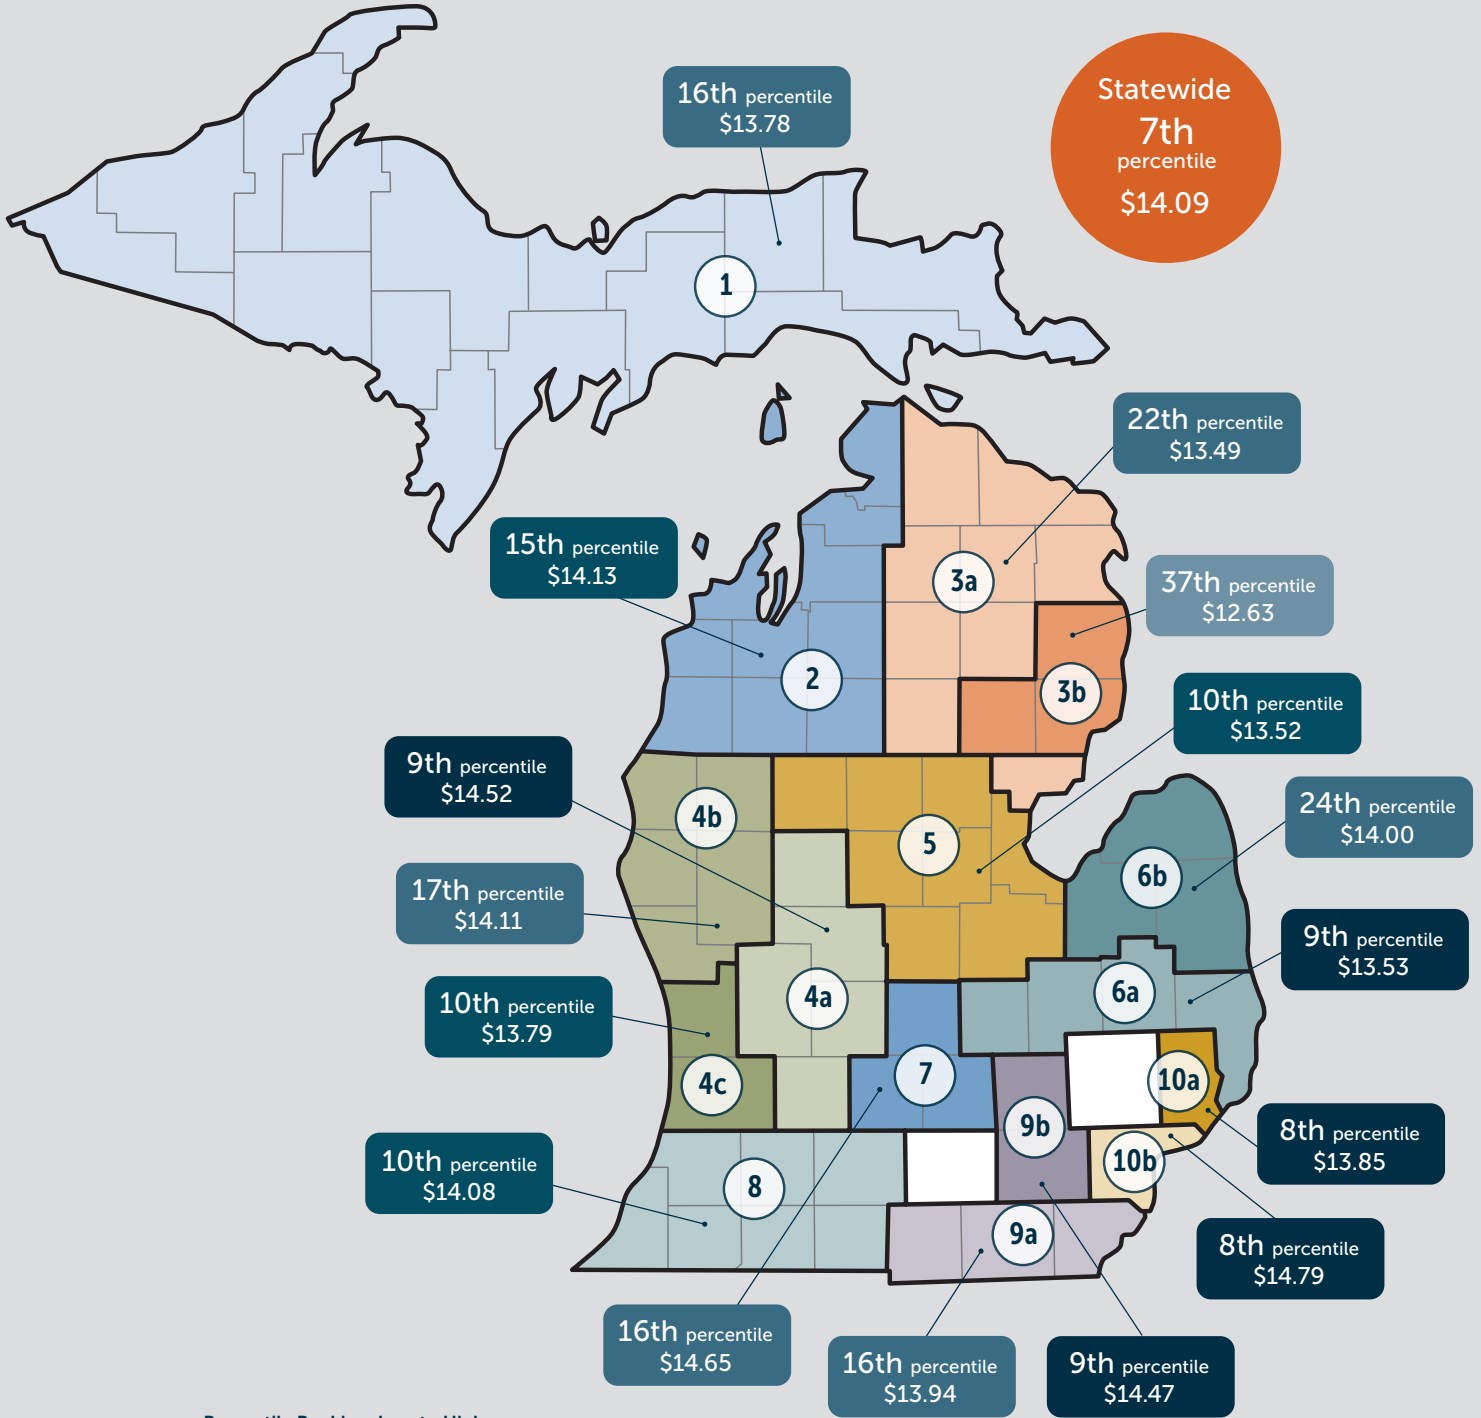 Statewide
7th
percentile
$14.09
16th percentile
$13.78
1
22th percentile
$13.49
15th percentile
$14.13
3a
37th percentile
$12.63
2
3b
10th percentile
$13.52
9th percentile
$14.52
4b
5
24th percentile
$14.00
6b
17th percentile
$14.11
9th percentile
$13.53
4a
6a
10th percentile
$13.79
4c
7
10a
9b
8th percentile
$13.85
10b
10th percentile
$14.08
8
9a
8th percentile
$14.79
16th percentile
$14.65
16th percentile
$13.94
9th percentile
$14.47